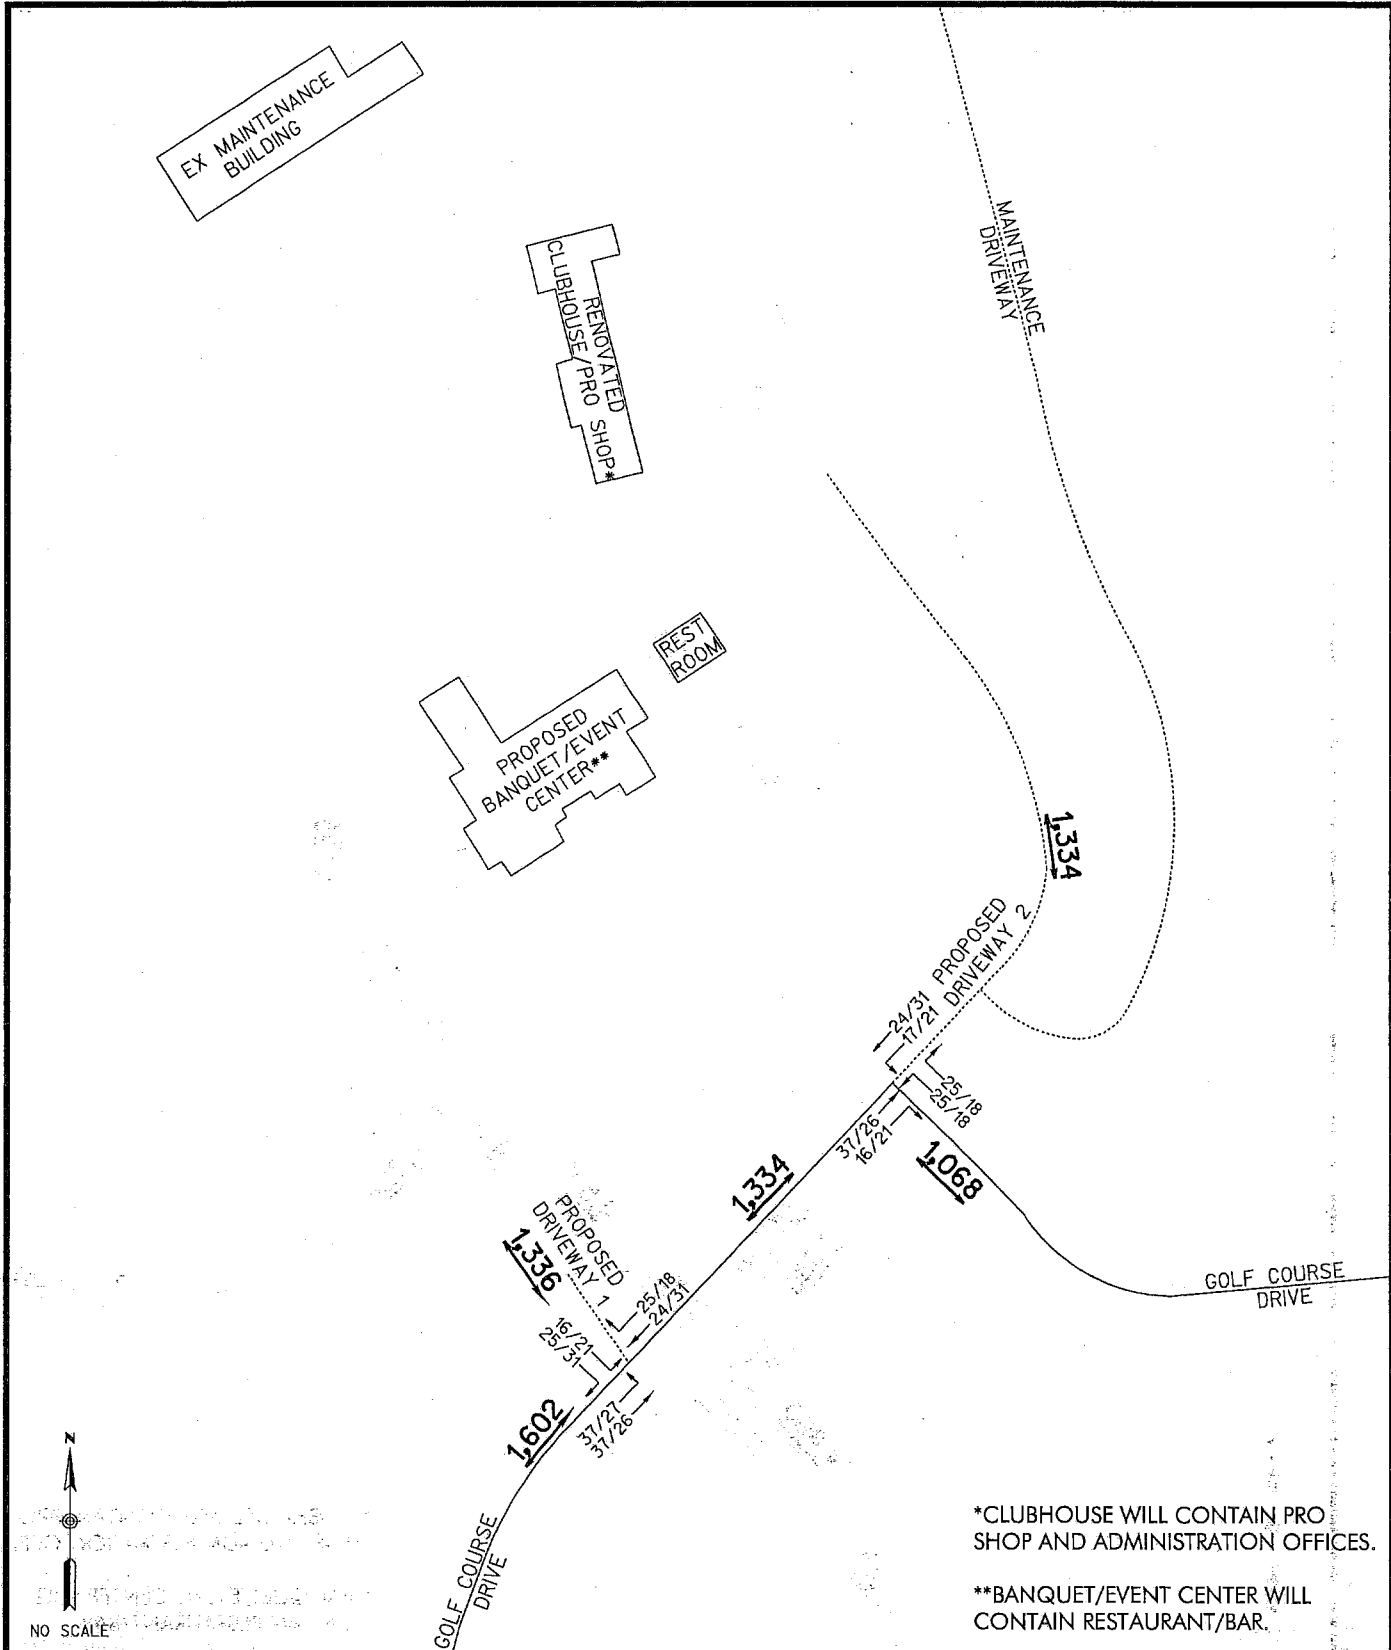 EX MAINTENANCE
BUILDING
MAINTENANCE
DRIVEWAY
RENOVATED
CLUBHOUSE/PRO SHOP*
REST
ROOM
PROPOSED
BANQUET/EVENT
CENTER**
1,334
PROPOSED
DRIVEWAY 2
24/31
17/21
25/18
25/18
37/26
16/21
1,068
1,334
PROPOSED
DRIVEWAY 1
1,336
25/18
24/31
16/21
25/31
37/27
37/26
1,602
GOLF COURSE
DRIVE
GOLF COURSE
DRIVE
N
NO SCALE
*CLUBHOUSE WILL CONTAIN PRO
SHOP AND ADMINISTRATION OFFICES.
**BANQUET/EVENT CENTER WILL
CONTAIN RESTAURANT/BAR.